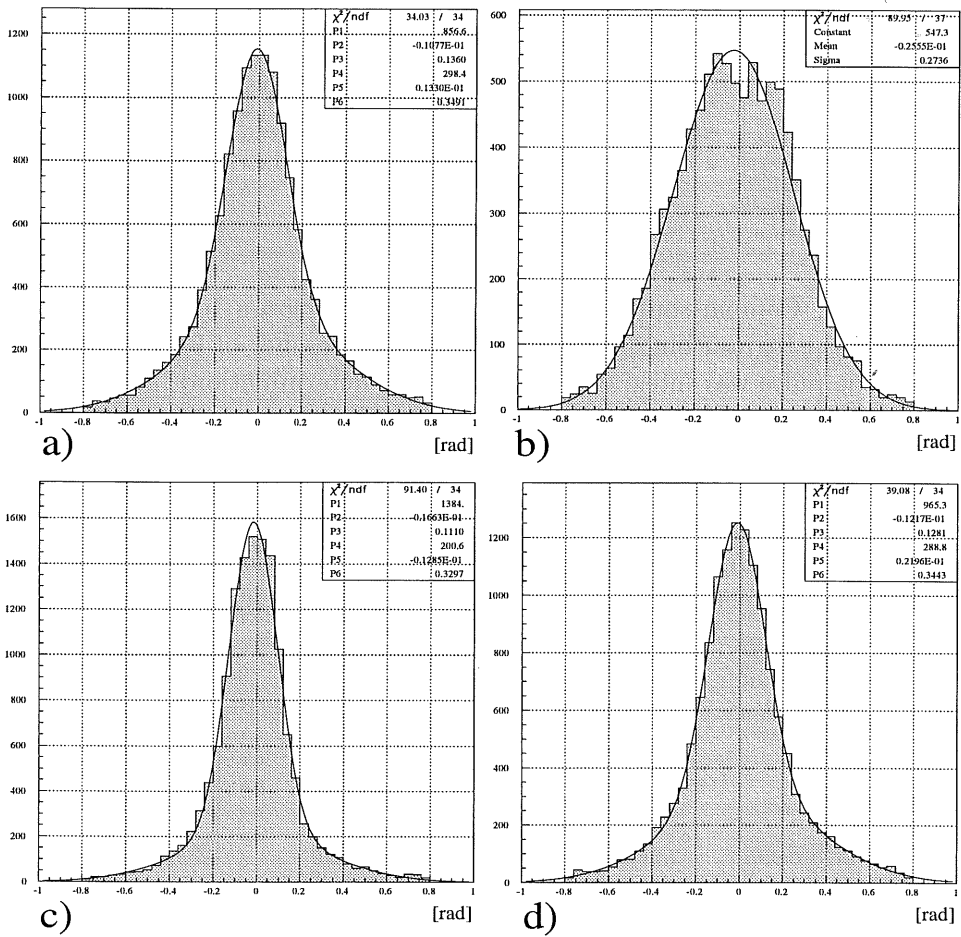 χ²/ndf 34.03 / 34
P1 856.6
P2 -0.1077E-01
P3 0.1360
P4 298.4
P5 0.1330E-01
P6 0.3491
1200
1000
800
600
400
200
0
-1 -0.8 -0.6 -0.4 -0.2 0 0.2 0.4 0.6 0.8 1
a) [rad]
χ²/ndf 89.95 / 37
Constant 547.3
Mean -0.2555E-01
Sigma 0.2736
600
500
400
300
200
100
0
-1 -0.8 -0.6 -0.4 -0.2 0 0.2 0.4 0.6 0.8 1
b) [rad]
χ²/ndf 91.40 / 34
P1 1384.
P2 -0.1663E-01
P3 0.1110
P4 200.6
P5 -0.1285E-01
P6 0.3297
1600
1400
1200
1000
800
600
400
200
0
-1 -0.8 -0.6 -0.4 -0.2 0 0.2 0.4 0.6 0.8 1
c) [rad]
χ²/ndf 39.08 / 34
P1 965.3
P2 -0.1217E-01
P3 0.1281
P4 288.8
P5 0.2196E-01
P6 0.3443
1200
1000
800
600
400
200
0
-1 -0.8 -0.6 -0.4 -0.2 0 0.2 0.4 0.6 0.8 1
d) [rad]